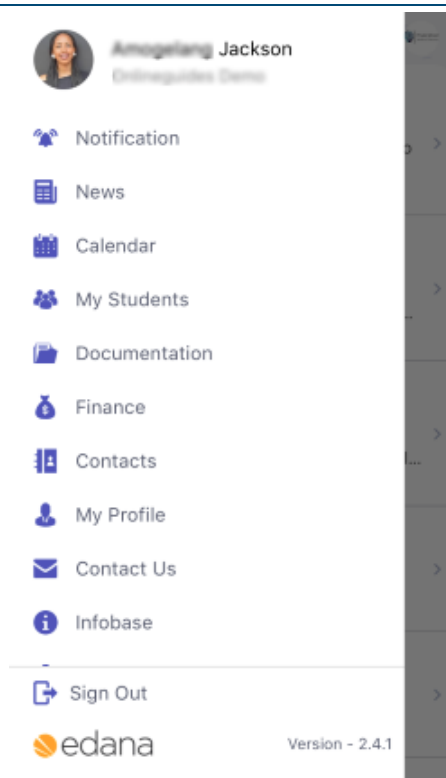 Jackson
Notification
News
Calendar
My Students
Documentation
Finance
Contacts
My Profile
Contact Us
Infobase
Sign Out
edana
Version - 2.4.1